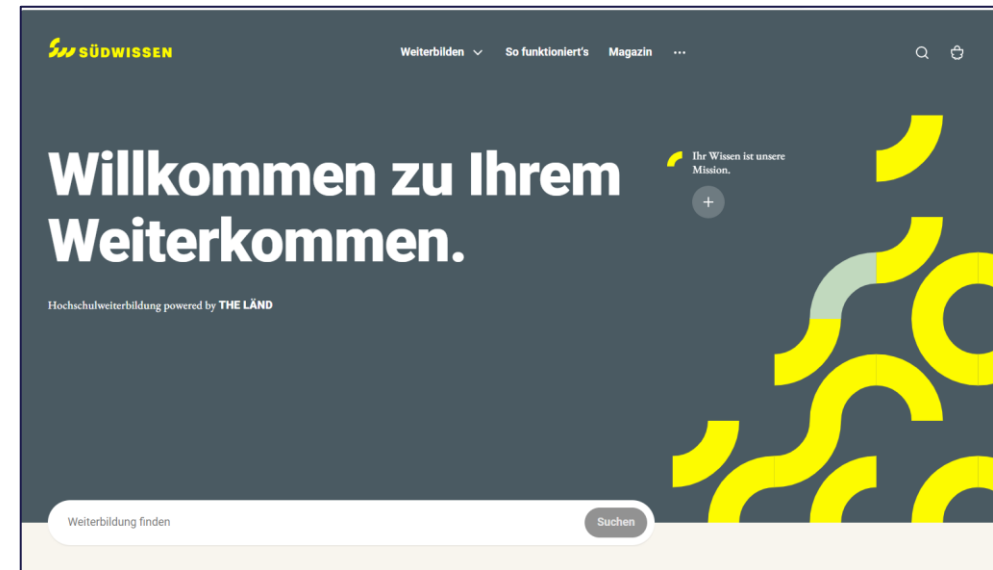 SÜDWISSEN
Weiterbilden So funktioniert's Magazin ...
Willkommen zu Ihrem
Weiterkommen.
Ihr Wissen ist unsere
Mission.
Hochschulweiterbildung powered by THE LÄND
Weiterbildung finden Suchen